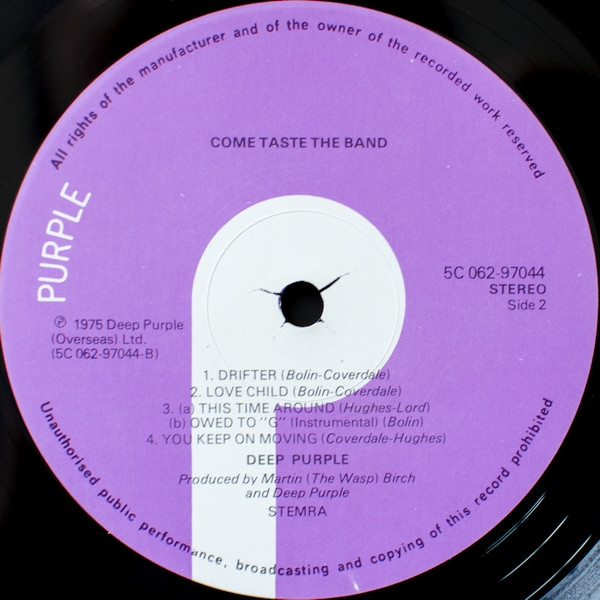 All rights of the manufacturer and of the owner of the recorded work reserved
COME TASTE THE BAND
PURPLE
5C 062-97044
STEREO
Side 2
℗ 1975 Deep Purple
(Overseas) Ltd.
(5C 062-97044-B)
1. DRIFTER (Bolin-Coverdale)
2. LOVE CHILD (Bolin-Coverdale)
3. (a) THIS TIME AROUND (Hughes-Lord)
(b) OWED TO "G" (Instrumental) (Bolin)
4. YOU KEEP ON MOVING (Coverdale-Hughes)
DEEP PURPLE
Produced by Martin (The Wasp) Birch
and Deep Purple
STEMRA
Unauthorised public performance, broadcasting and copying of this record prohibited